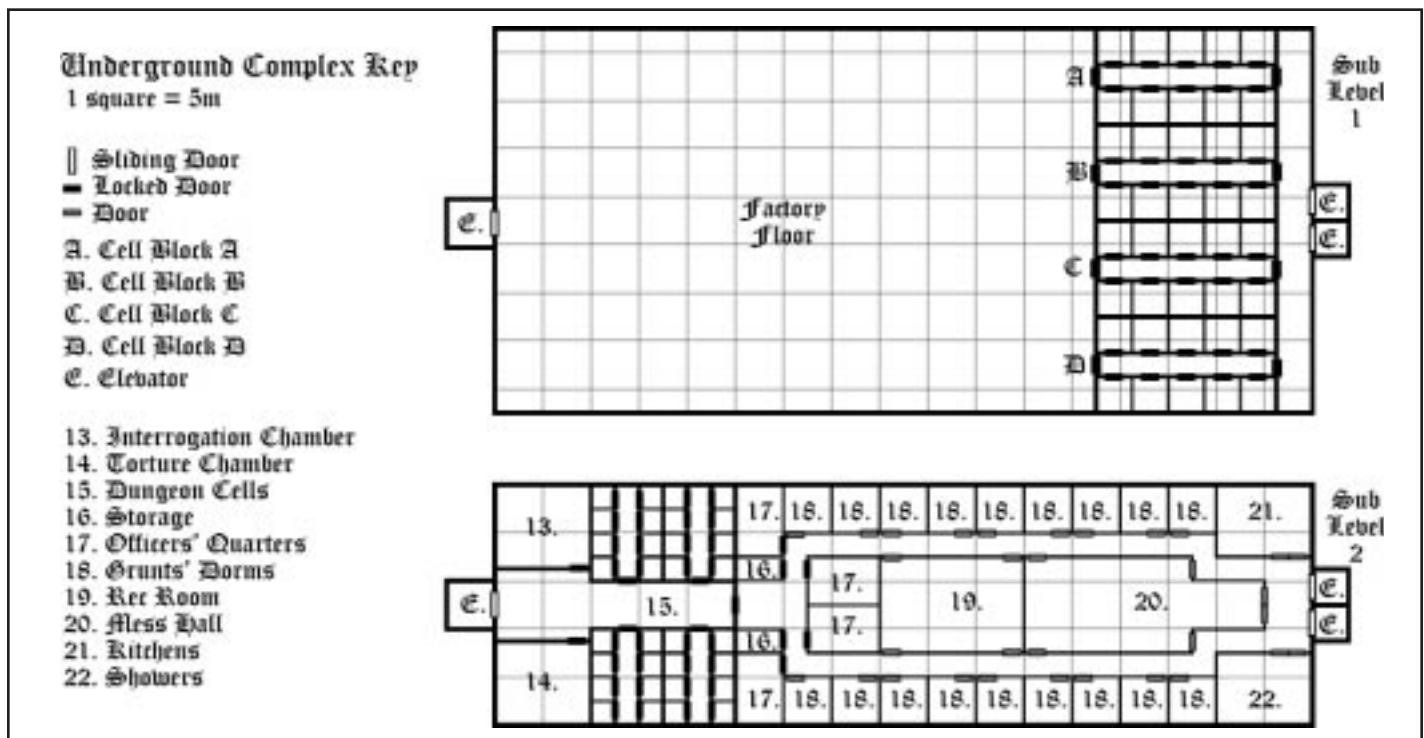 Underground Complex Key
1 square = 5m
Sliding Door
Locked Door
Door
A. Cell Block A
B. Cell Block B
C. Cell Block C
D. Cell Block D
E. Elevator
13. Interrogation Chamber
14. Torture Chamber
15. Dungeon Cells
16. Storage
17. Officers' Quarters
18. Grunts' Dorms
19. Rec Room
20. Mess Hall
21. Kitchens
22. Showers
A
Sub
Level
1
B
E.
Factory
Floor
E.
E.
C
D
13.
17. 18. 18. 18. 18. 18. 18. 18. 18. 18. 21.
Sub
Level
2
16.
17.
E.
15.
19.
20.
E.
E.
17.
16.
14.
17. 18. 18. 18. 18. 18. 18. 18. 18. 18. 22.